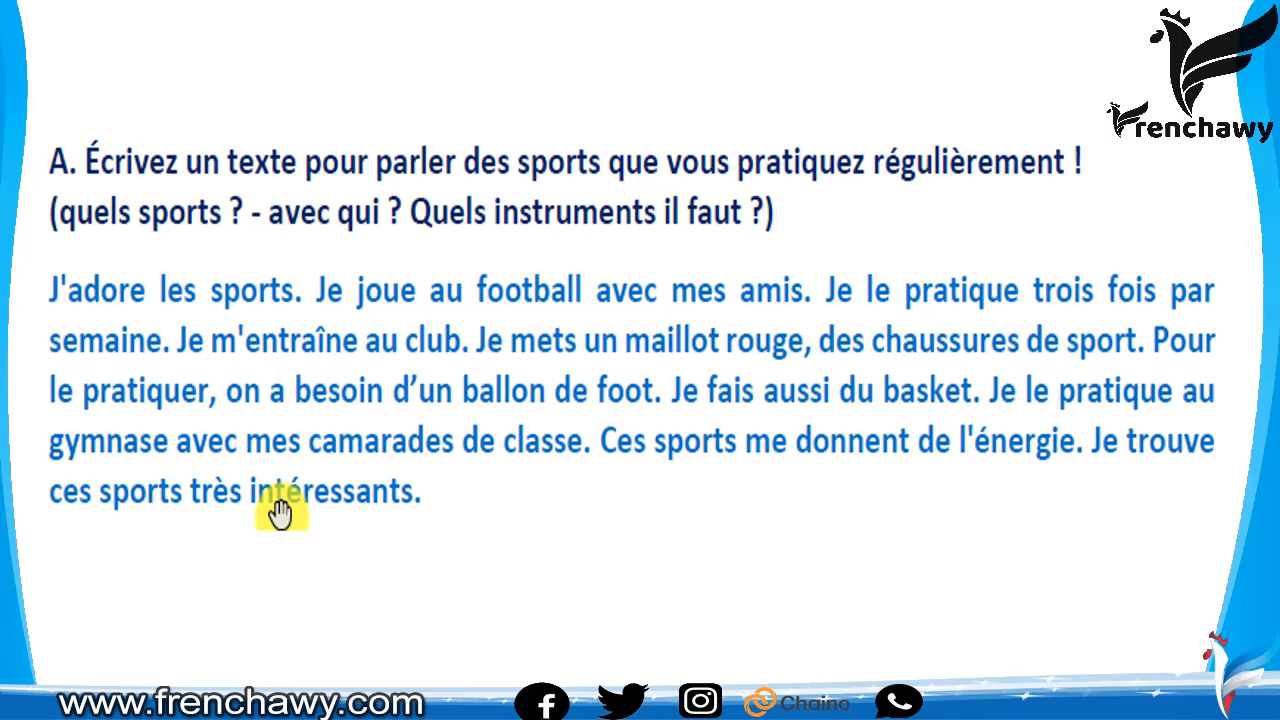 Frenchawy
A. Écrivez un texte pour parler des sports que vous pratiquez régulièrement !
(quels sports ? - avec qui ? Quels instruments il faut ?)
J'adore les sports. Je joue au football avec mes amis. Je le pratique trois fois par
semaine. Je m'entraîne au club. Je mets un maillot rouge, des chaussures de sport. Pour
le pratiquer, on a besoin d’un ballon de foot. Je fais aussi du basket. Je le pratique au
gymnase avec mes camarades de classe. Ces sports me donnent de l'énergie. Je trouve
ces sports très intéressants.
www.frenchawy.com
Chaino